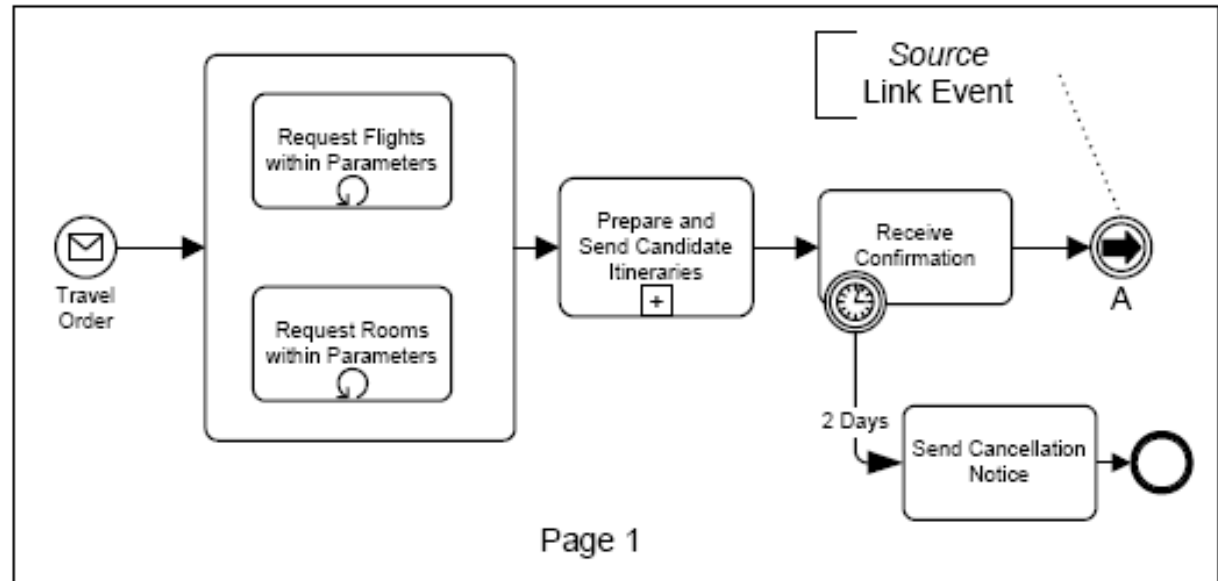 Source
Link Event
Request Flights
within Parameters
Prepare and
Send Candidate
Itineraries
+
Receive
Confirmation
Travel
Order
A
Request Rooms
within Parameters
2 Days
Send Cancellation
Notice
Page 1